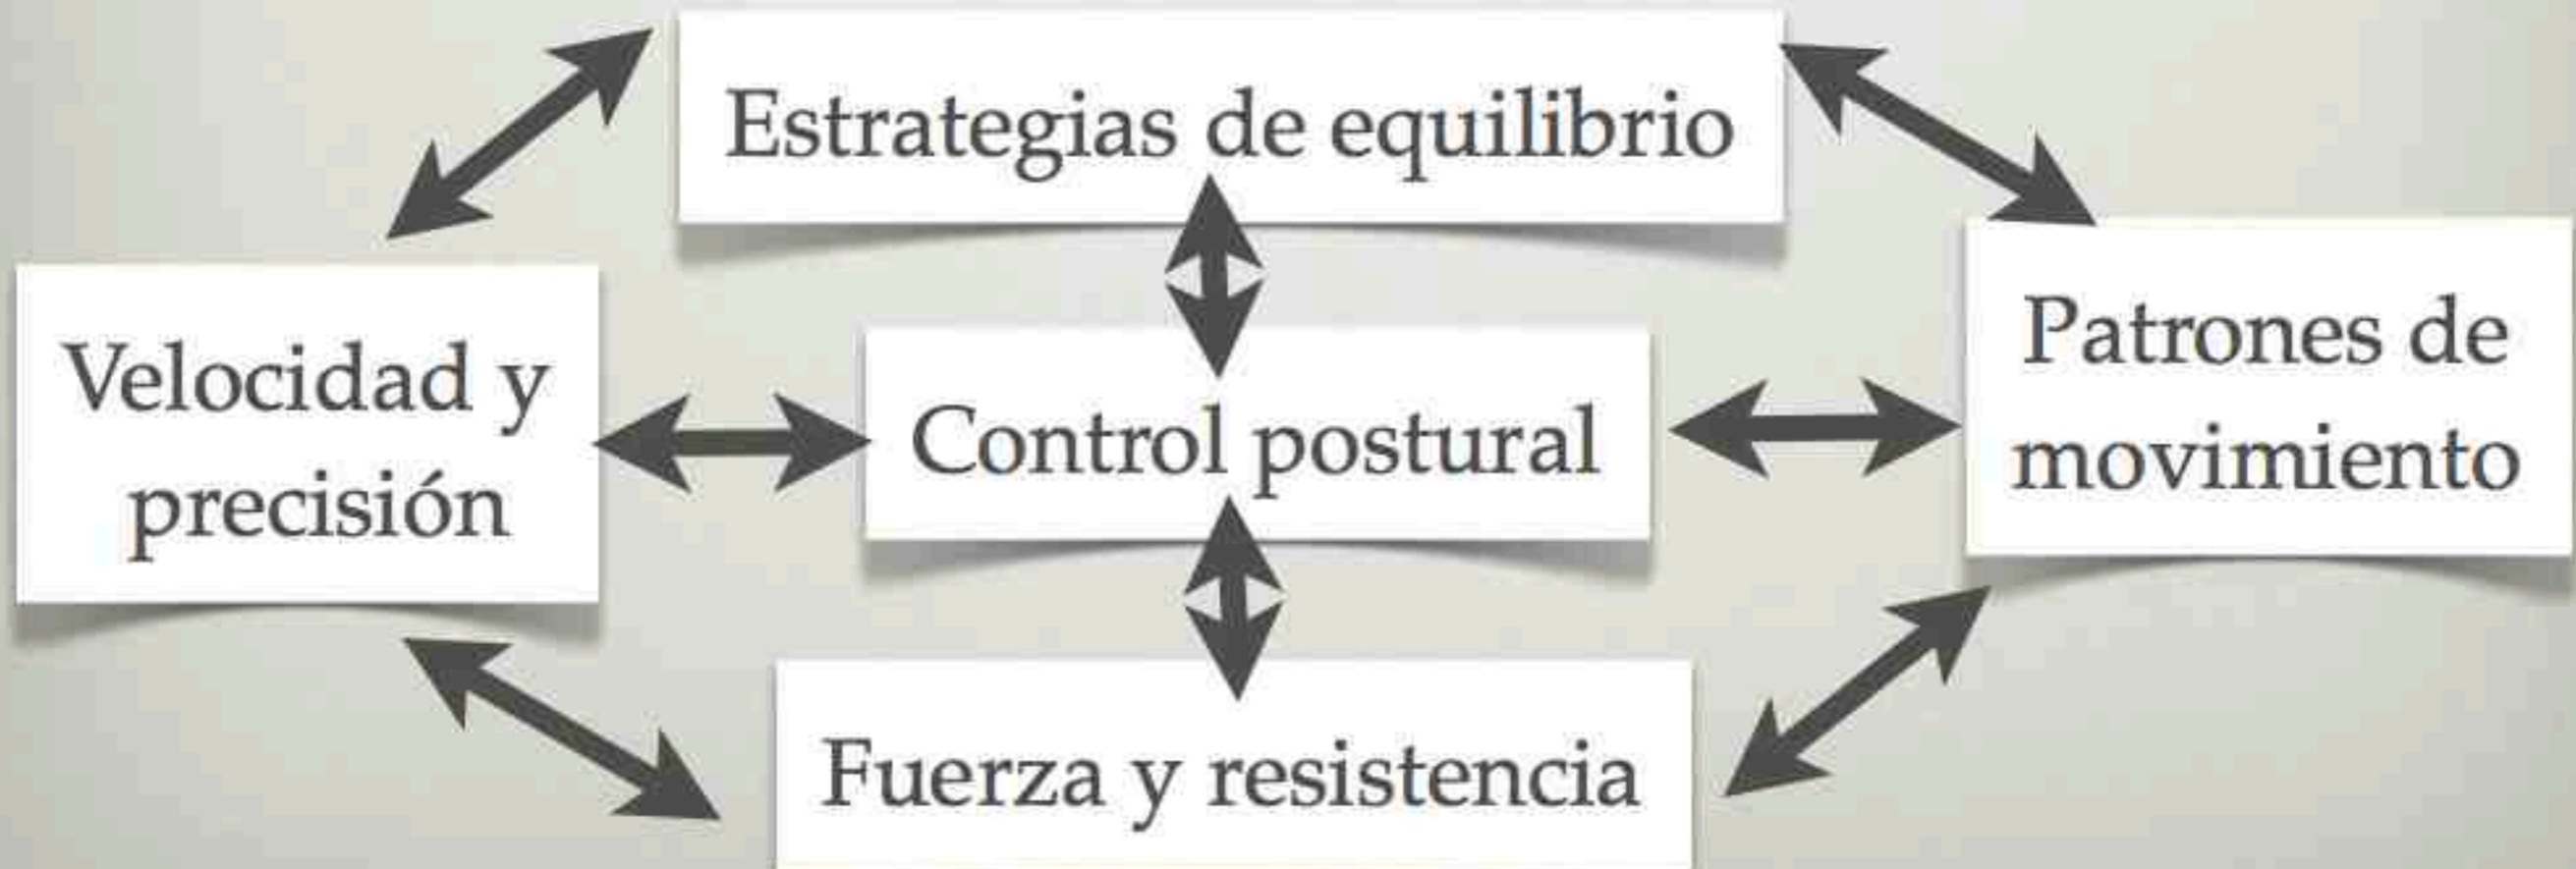 Estrategias de equilibrio
Velocidad y
precisión
Control postural
Patrones de
movimiento
Fuerza y resistencia